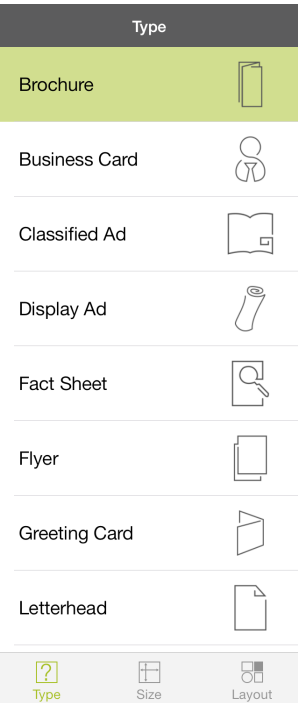 Type
Brochure
Business Card
Classified Ad
Display Ad
Fact Sheet
Flyer
Greeting Card
Letterhead
? 
Type Size Layout